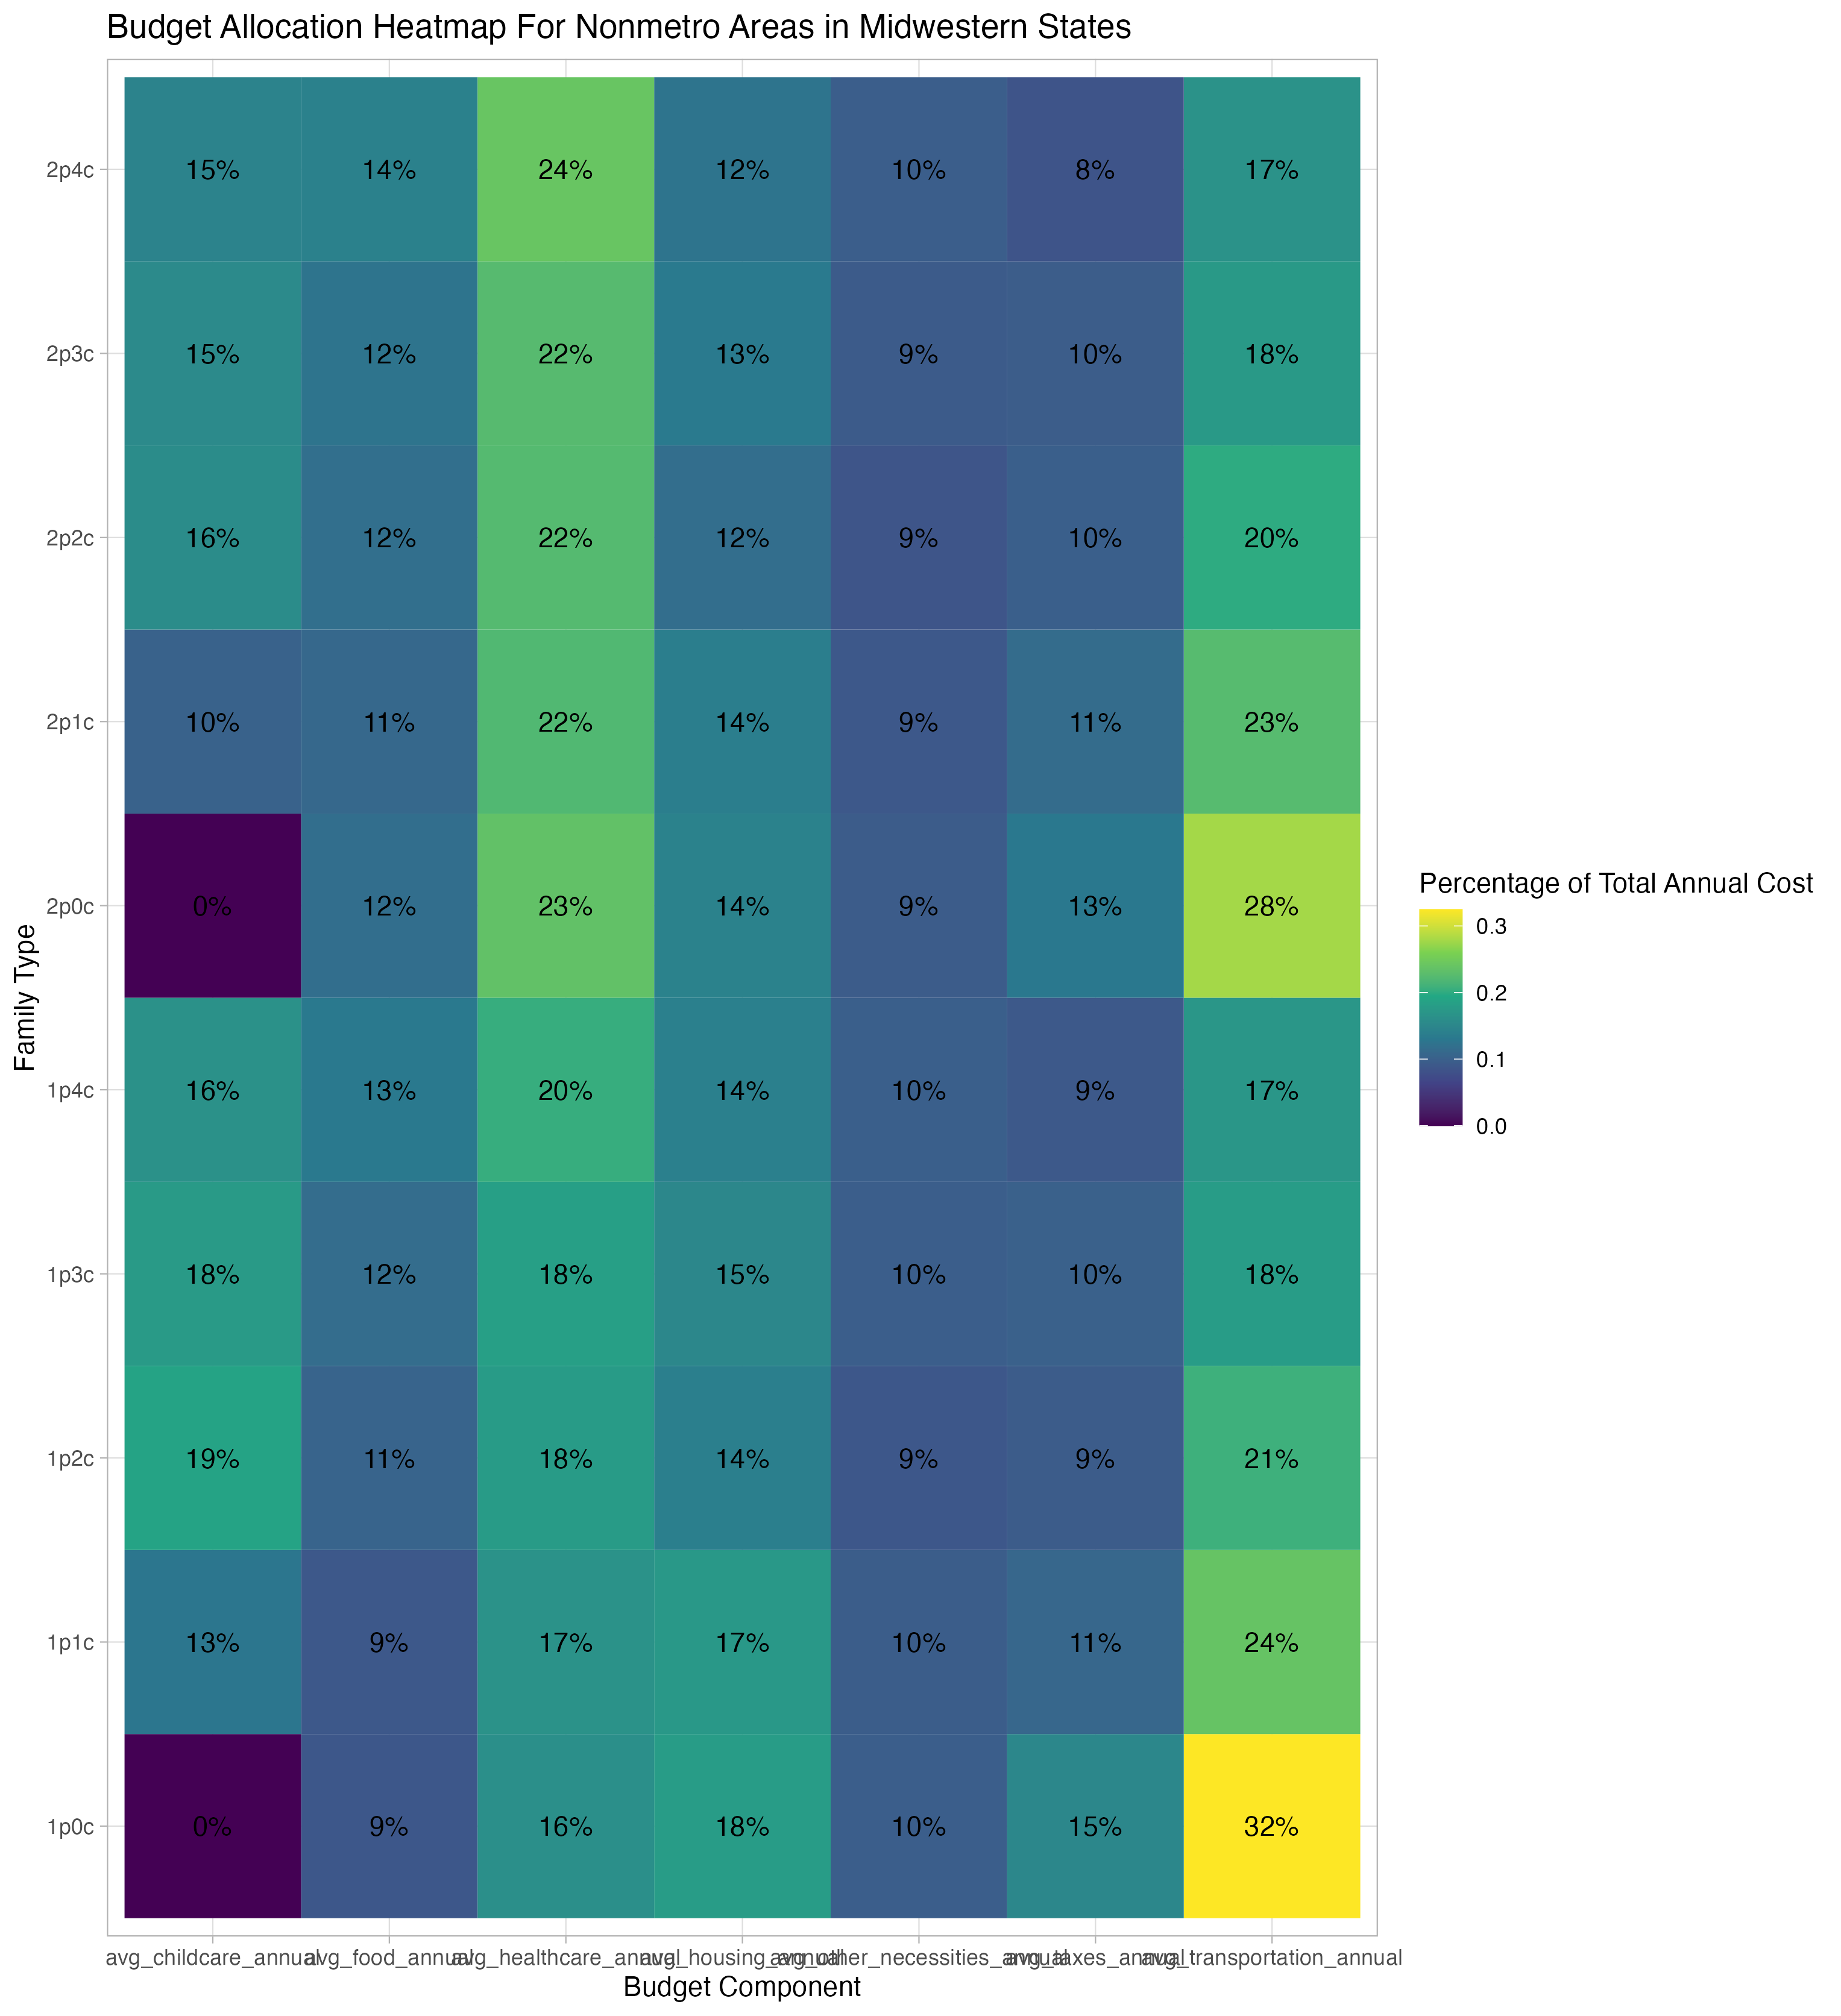 Budget Allocation Heatmap For Nonmetro Areas in Midwestern States
2p4c 15% 14% 24% 12% 10% 8% 17%
2p3c 15% 12% 22% 13% 9% 10% 18%
2p2c 16% 12% 22% 12% 9% 10% 20%
2p1c 10% 11% 22% 14% 9% 11% 23%
2p0c 0% 12% 23% 14% 9% 13% 28%
1p4c 16% 13% 20% 14% 10% 9% 17%
1p3c 18% 12% 18% 15% 10% 10% 18%
1p2c 19% 11% 18% 14% 9% 9% 21%
1p1c 13% 9% 17% 17% 10% 11% 24%
1p0c 0% 9% 16% 18% 10% 15% 32%
Family Type
avg_childcare_annual avg_food_annual avg_healthcare_annual avg_housing_annual avg_other_necessities_annual avg_taxes_annual avg_transportation_annual
Budget Component
Percentage of Total Annual Cost
0.3
0.2
0.1
0.0